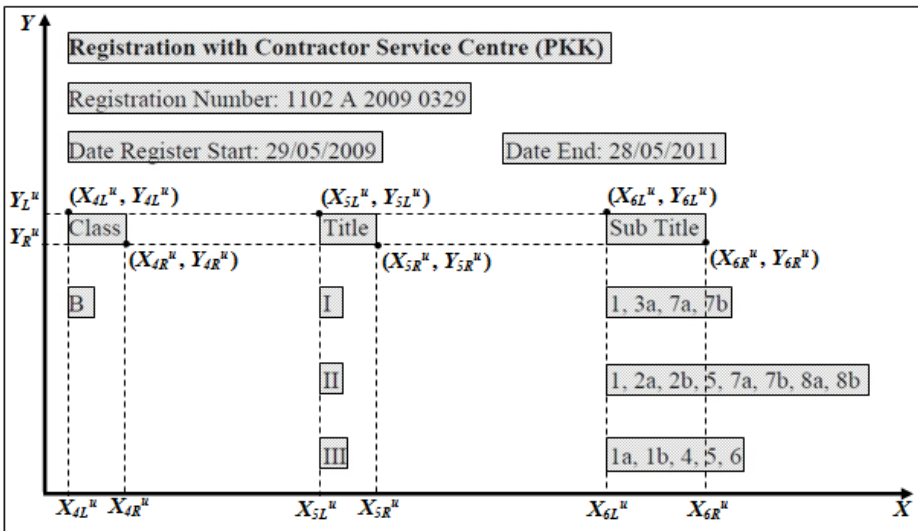 Y
Registration with Contractor Service Centre (PKK)
Registration Number: 1102 A 2009 0329
Date Register Start: 29/05/2009 Date End: 28/05/2011
(X4Lᵘ, Y4Lᵘ) (X5Lᵘ, Y5Lᵘ) (X6Lᵘ, Y6Lᵘ)
YLᵘ
Class Title Sub Title
YRᵘ
(X4Rᵘ, Y4Rᵘ) (X5Rᵘ, Y5Rᵘ) (X6Rᵘ, Y6Rᵘ)
B I 1, 3a, 7a, 7b
II 1, 2a, 2b, 5, 7a, 7b, 8a, 8b
III 1a, 1b, 4, 5, 6
X4Lᵘ X4Rᵘ X5Lᵘ X5Rᵘ X6Lᵘ X6Rᵘ X